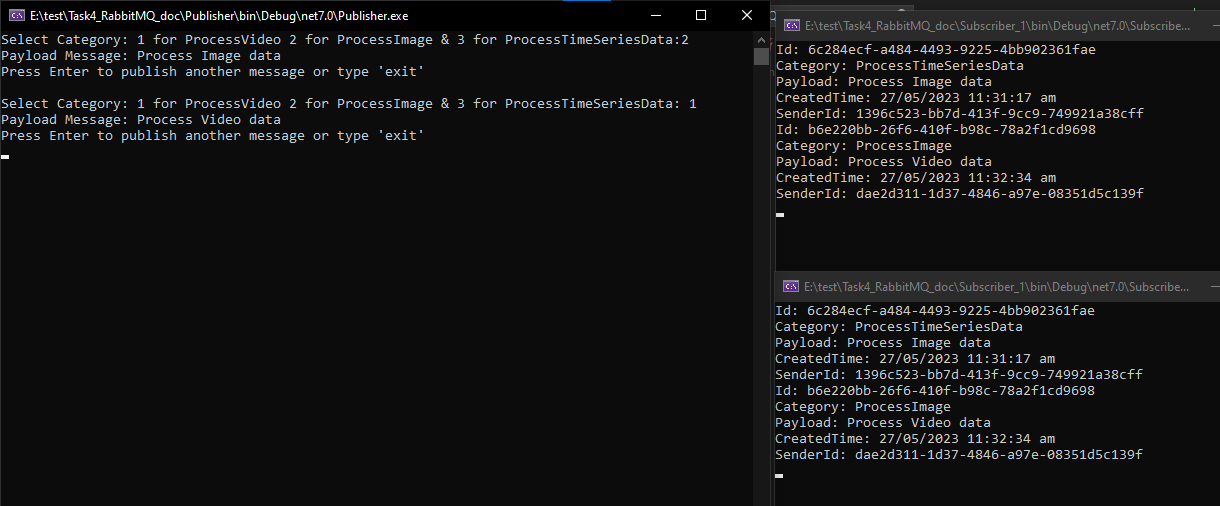 E:\test\Task4_RabbitMQ_doc\Publisher\bin\Debug\net7.0\Publisher.exe
Select Category: 1 for ProcessVideo 2 for ProcessImage & 3 for ProcessTimeSeriesData:2
Payload Message: Process Image data
Press Enter to publish another message or type 'exit'
Select Category: 1 for ProcessVideo 2 for ProcessImage & 3 for ProcessTimeSeriesData: 1
Payload Message: Process Video data
Press Enter to publish another message or type 'exit'
E:\test\Task4_RabbitMQ_doc\Subscriber_1\bin\Debug\net7.0\Subscribe...
Id: 6c284ecf-a484-4493-9225-4bb902361fae
Category: ProcessTimeSeriesData
Payload: Process Image data
CreatedTime: 27/05/2023 11:31:17 am
SenderId: 1396c523-bb7d-413f-9cc9-749921a38cff
Id: b6e220bb-26f6-410f-b98c-78a2f1cd9698
Category: ProcessImage
Payload: Process Video data
CreatedTime: 27/05/2023 11:32:34 am
SenderId: dae2d311-1d37-4846-a97e-08351d5c139f
E:\test\Task4_RabbitMQ_doc\Subscriber_1\bin\Debug\net7.0\Subscribe...
Id: 6c284ecf-a484-4493-9225-4bb902361fae
Category: ProcessTimeSeriesData
Payload: Process Image data
CreatedTime: 27/05/2023 11:31:17 am
SenderId: 1396c523-bb7d-413f-9cc9-749921a38cff
Id: b6e220bb-26f6-410f-b98c-78a2f1cd9698
Category: ProcessImage
Payload: Process Video data
CreatedTime: 27/05/2023 11:32:34 am
SenderId: dae2d311-1d37-4846-a97e-08351d5c139f